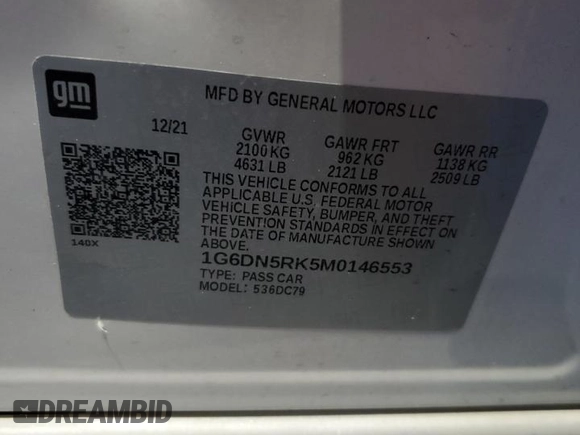 gm
MFD BY GENERAL MOTORS LLC
12/21 GVWR GAWR FRT GAWR RR
2100 KG 962 KG 1138 KG
4631 LB 2121 LB 2509 LB
THIS VEHICLE CONFORMS TO ALL
APPLICABLE U.S. FEDERAL MOTOR
VEHICLE SAFETY, BUMPER, AND THEFT
PREVENTION STANDARDS IN EFFECT ON
THE DATE OF MANUFACTURE SHOWN
ABOVE.
140X
1G6DN5RK5M0146553
TYPE: PASS CAR
MODEL: 536DC79
DREAMBID